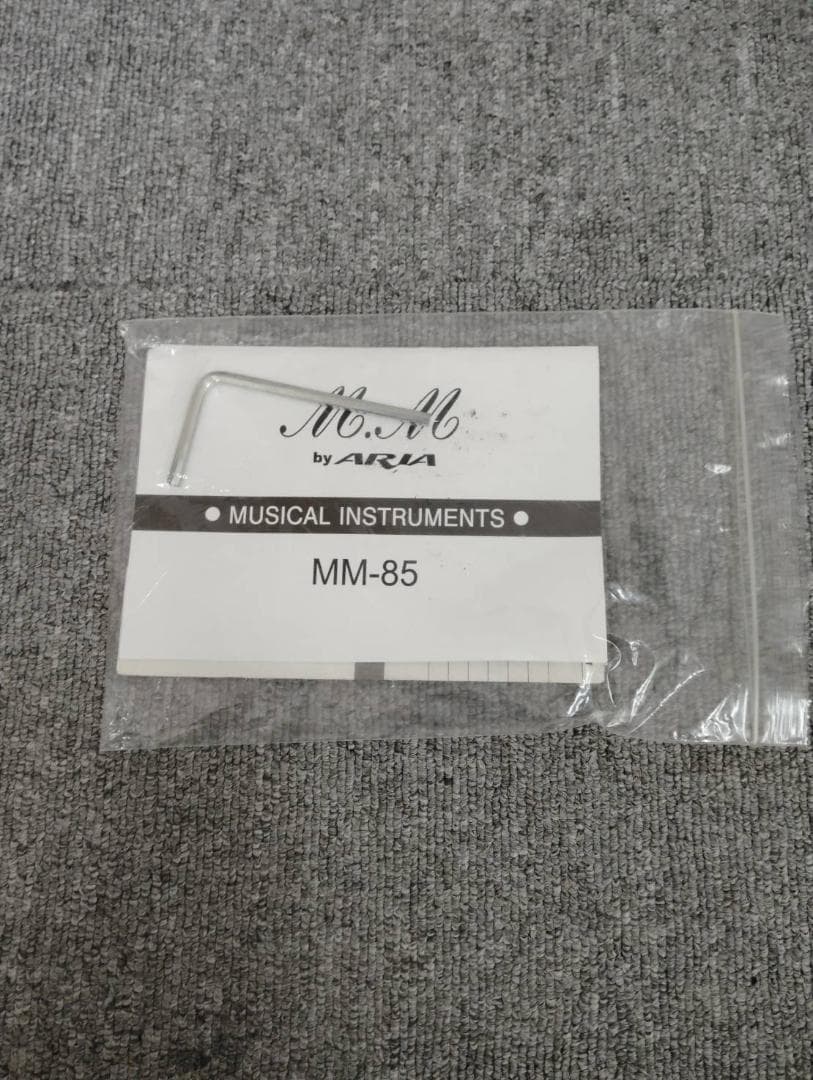 M.M
by ARIA
● MUSICAL INSTRUMENTS ●
MM-85